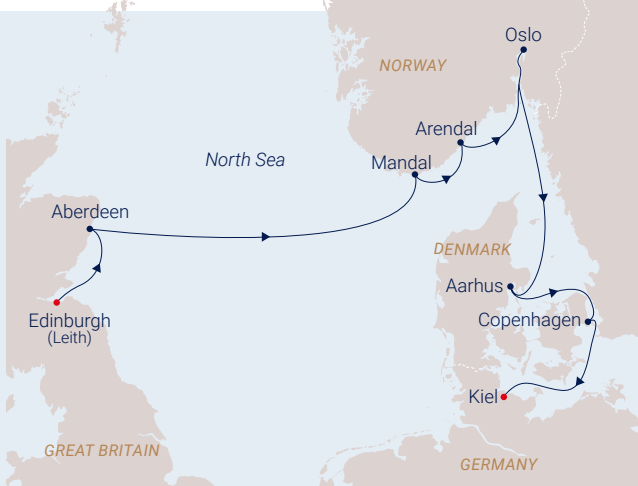 Oslo
NORWAY
Arendal
North Sea
Mandal
Aberdeen
DENMARK
Aarhus
Copenhagen
Edinburgh
(Leith)
Kiel
GREAT BRITAIN
GERMANY